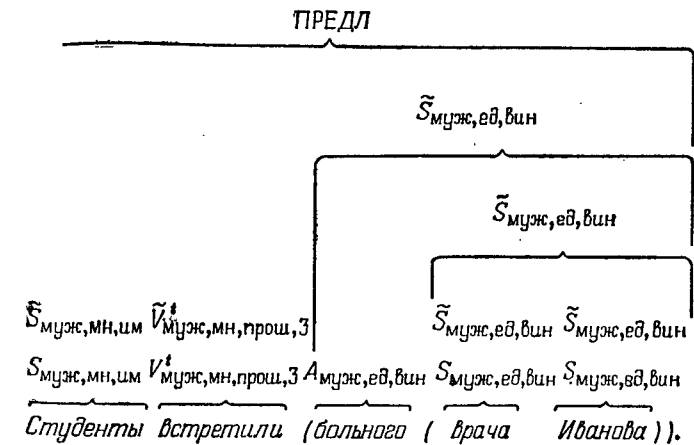 ПРЕДЛ
S̃муж,ед,вин
S̃муж,ед,вин
S̃муж,мн,им Ṽᵗмуж,мн,прош,3 S̃муж,ед,вин S̃муж,ед,вин
Sмуж,мн,им Vᵗмуж,мн,прош,3 Aмуж,ед,вин Sмуж,ед,вин Sмуж,ед,вин
Студенты встретили (больного ( врача Иванова )).